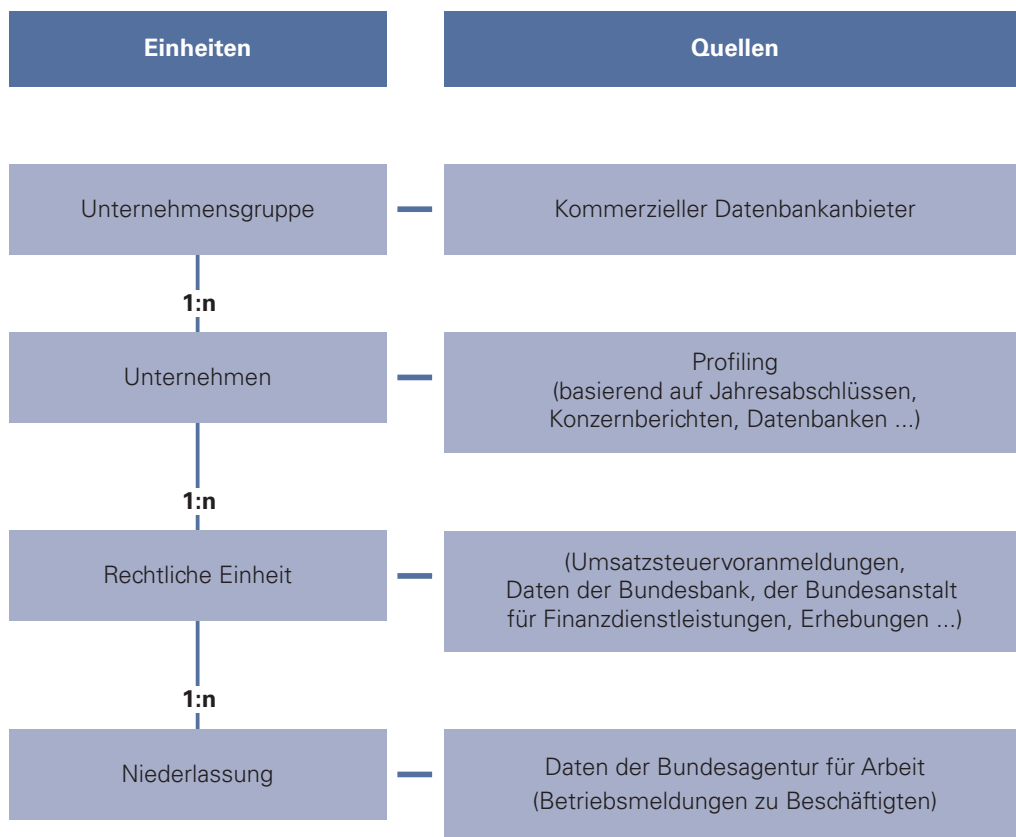 Einheiten
Quellen
Unternehmensgruppe
Kommerzieller Datenbankanbieter
1:n
Unternehmen
Profiling
(basierend auf Jahresabschlüssen,
Konzernberichten, Datenbanken ...)
1:n
Rechtliche Einheit
(Umsatzsteuervoranmeldungen,
Daten der Bundesbank, der Bundesanstalt
für Finanzdienstleistungen, Erhebungen ...)
1:n
Niederlassung
Daten der Bundesagentur für Arbeit
(Betriebsmeldungen zu Beschäftigten)